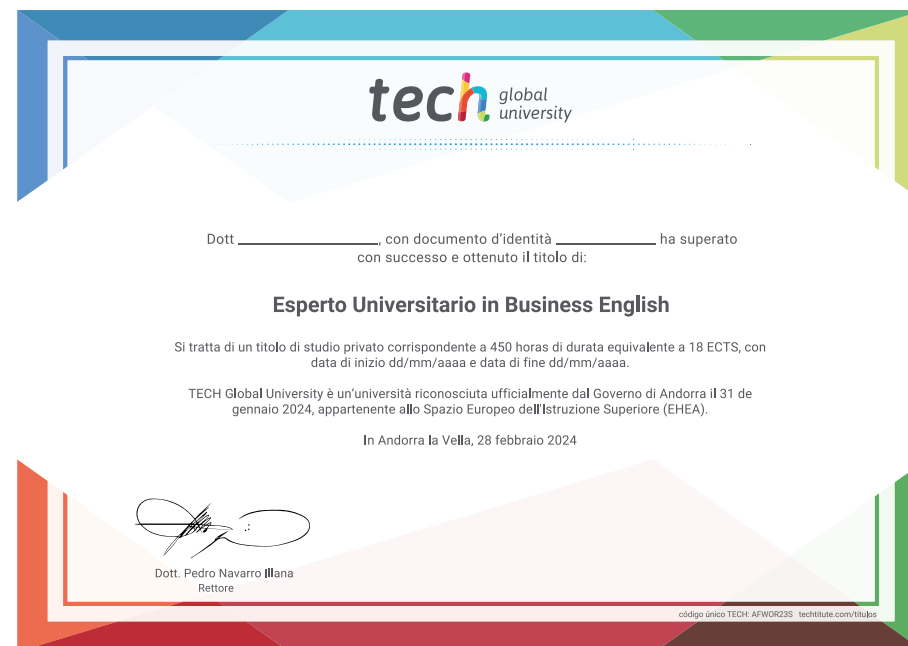 tech global university
Dott ____________, con documento d'identità ____________ ha superato
con successo e ottenuto il titolo di:
Esperto Universitario in Business English
Si tratta di un titolo di studio privato corrispondente a 450 horas di durata equivalente a 18 ECTS, con
data di inizio dd/mm/aaaa e data di fine dd/mm/aaaa.
TECH Global University è un'università riconosciuta ufficialmente dal Governo di Andorra il 31 de
gennaio 2024, appartenente allo Spazio Europeo dell'Istruzione Superiore (EHEA).
In Andorra la Vella, 28 febbraio 2024
Dott. Pedro Navarro Illana
Rettore
código único TECH: AFWOR23S techtitute.com/titulos